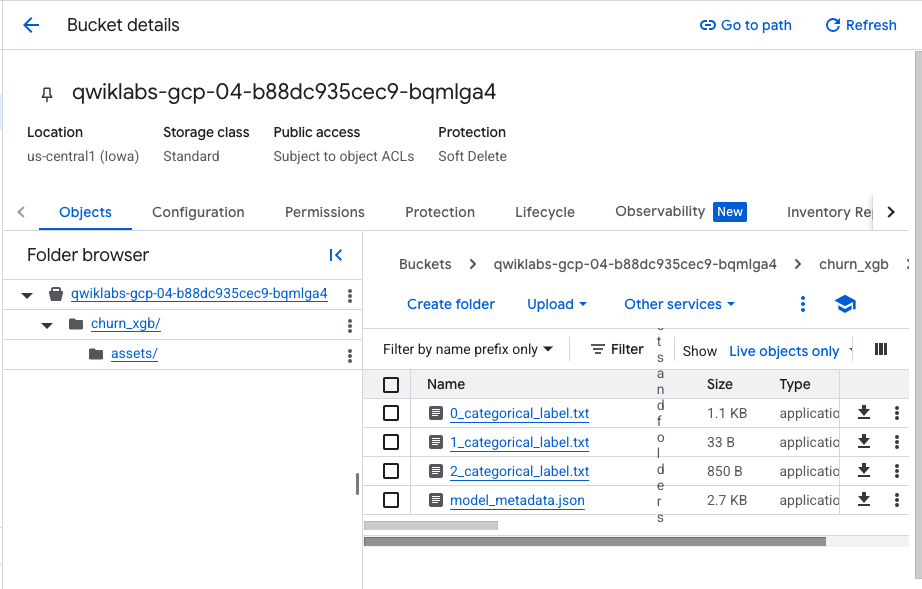 Bucket details
Go to path
Refresh
qwiklabs-gcp-04-b88dc935cec9-bqmlga4
Location
Storage class
Public access
Protection
us-central1 (Iowa)
Standard
Subject to object ACLs
Soft Delete
Objects
Configuration
Permissions
Protection
Lifecycle
Observability New
Inventory Re
Folder browser
qwiklabs-gcp-04-b88dc935cec9-bqmlga4
churn_xgb/
assets/
Buckets
qwiklabs-gcp-04-b88dc935cec9-bqmlga4
churn_xgb
Create folder
Upload
Other services
Filter by name prefix only
Filter
tsandfolders
Show
Live objects only
Name Size Type
0_categorical_label.txt 1.1 KB applicatio
1_categorical_label.txt 33 B applicatio
2_categorical_label.txt 850 B applicatio
model_metadata.json 2.7 KB applicatio